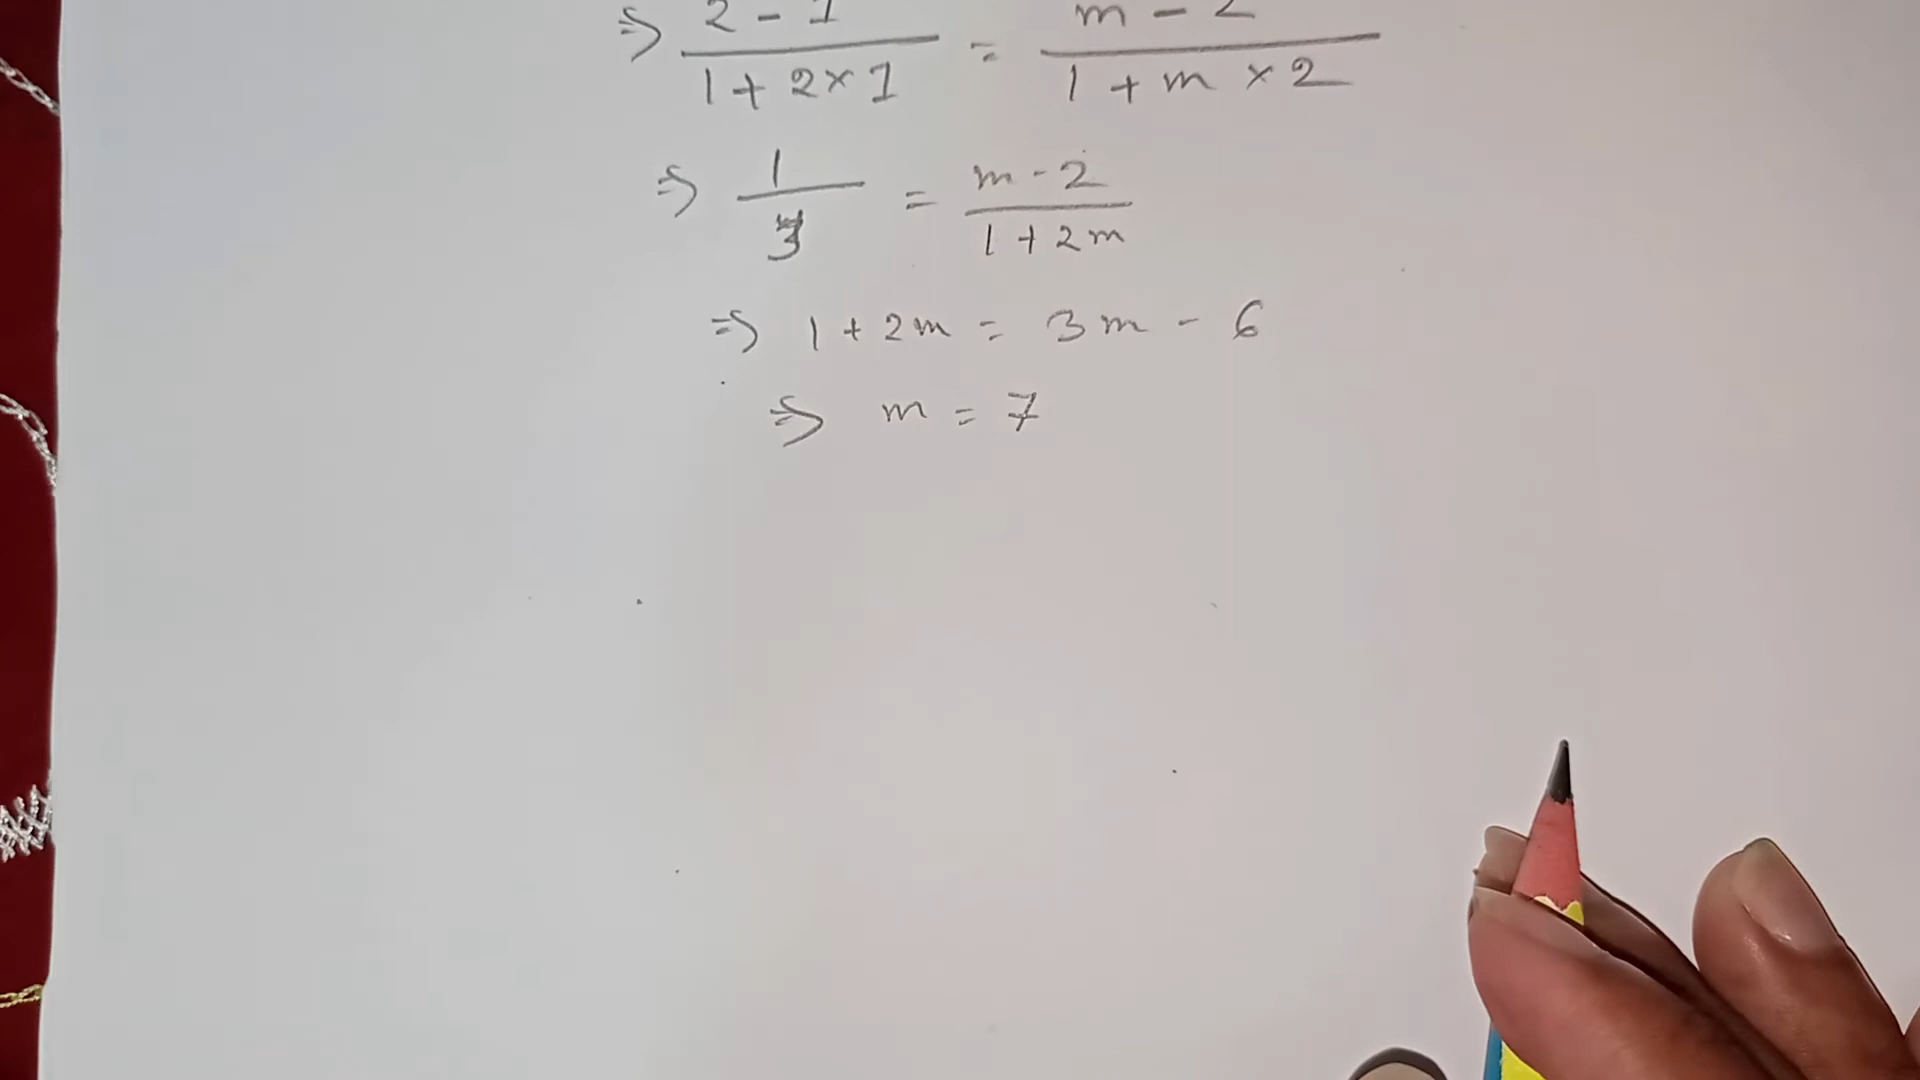 ⇒ (2 - 1)/(1 + 2 × 1) = (m - 2)/(1 + m × 2)
⇒ 1/3 = (m - 2)/(1 + 2m)
⇒ 1 + 2m = 3m - 6
⇒ m = 7